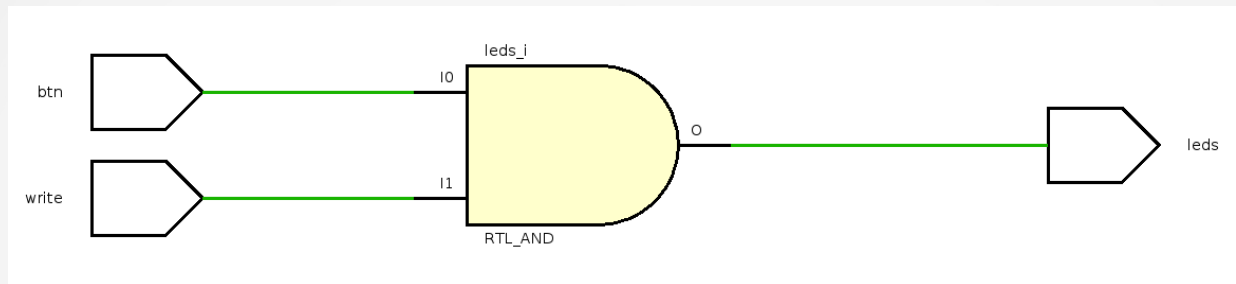 leds_i
btn
I0
O
leds
write
I1
RTL_AND